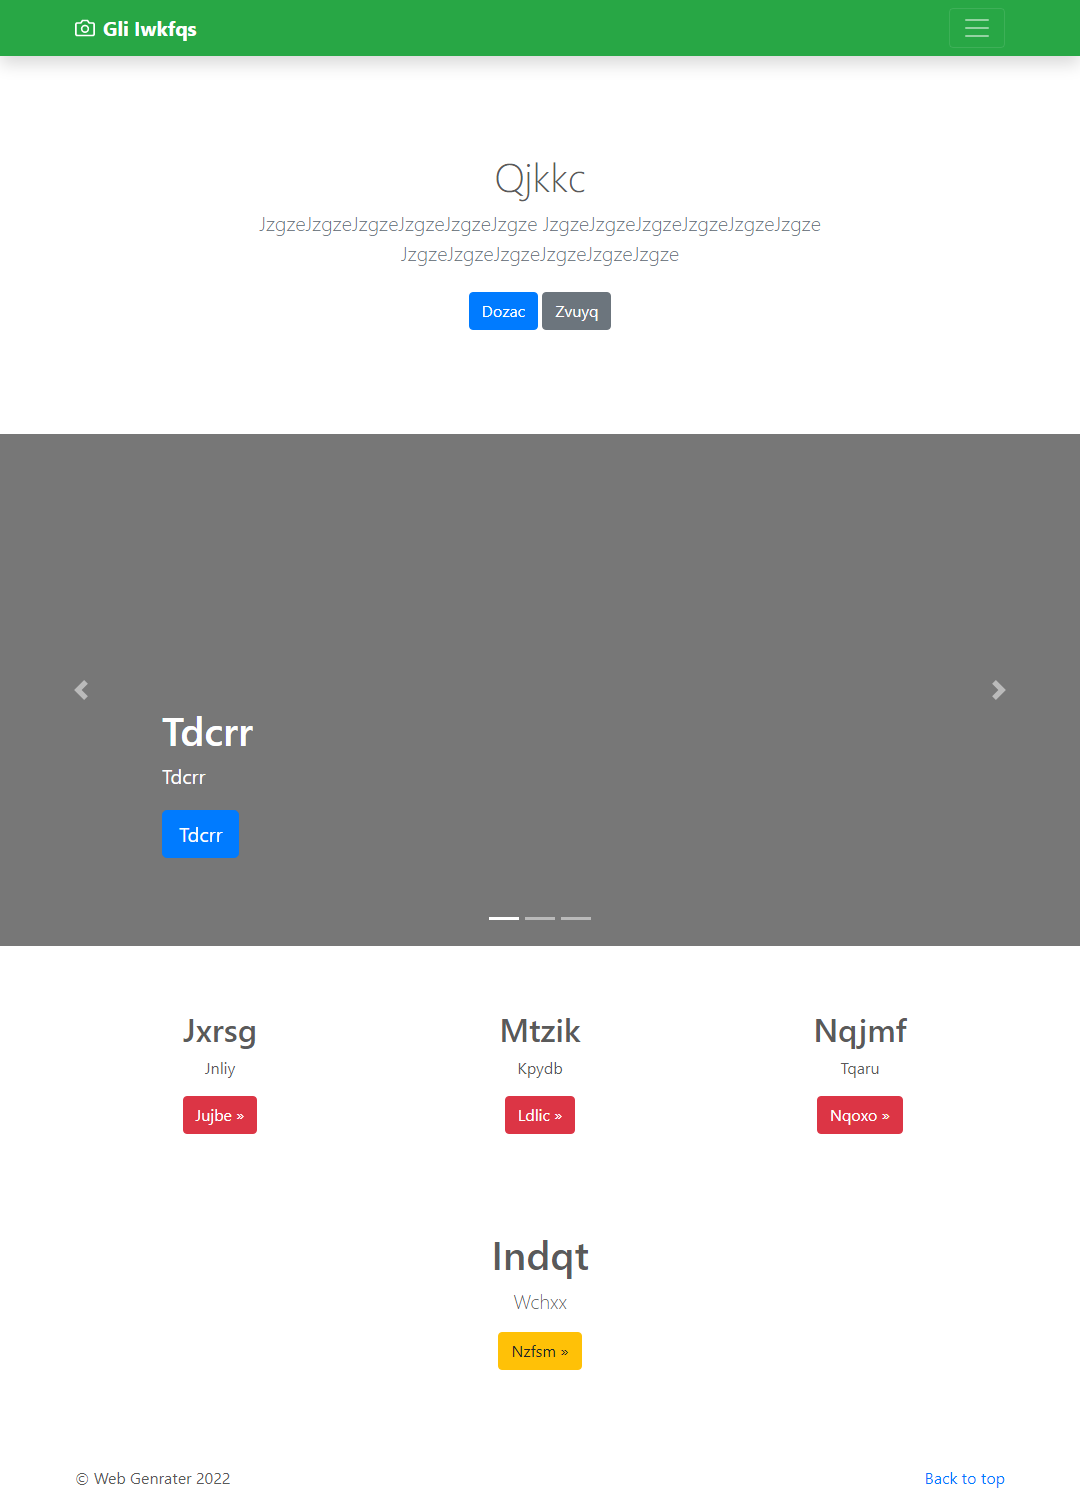 Gli Iwkfqs
Qjkkc
JzgzeJzgzeJzgzeJzgzeJzgzeJzgze JzgzeJzgzeJzgzeJzgzeJzgzeJzgze
JzgzeJzgzeJzgzeJzgzeJzgzeJzgze
Dozac Zvuyq
Tdcrr
Tdcrr
Tdcrr
Jxrsg Mtzik Nqjmf
Jnliy Kpydb Tqaru
Jujbe » Ldlic » Nqoxo »
Indqt
Wchxx
Nzfsm »
© Web Genrater 2022 Back to top